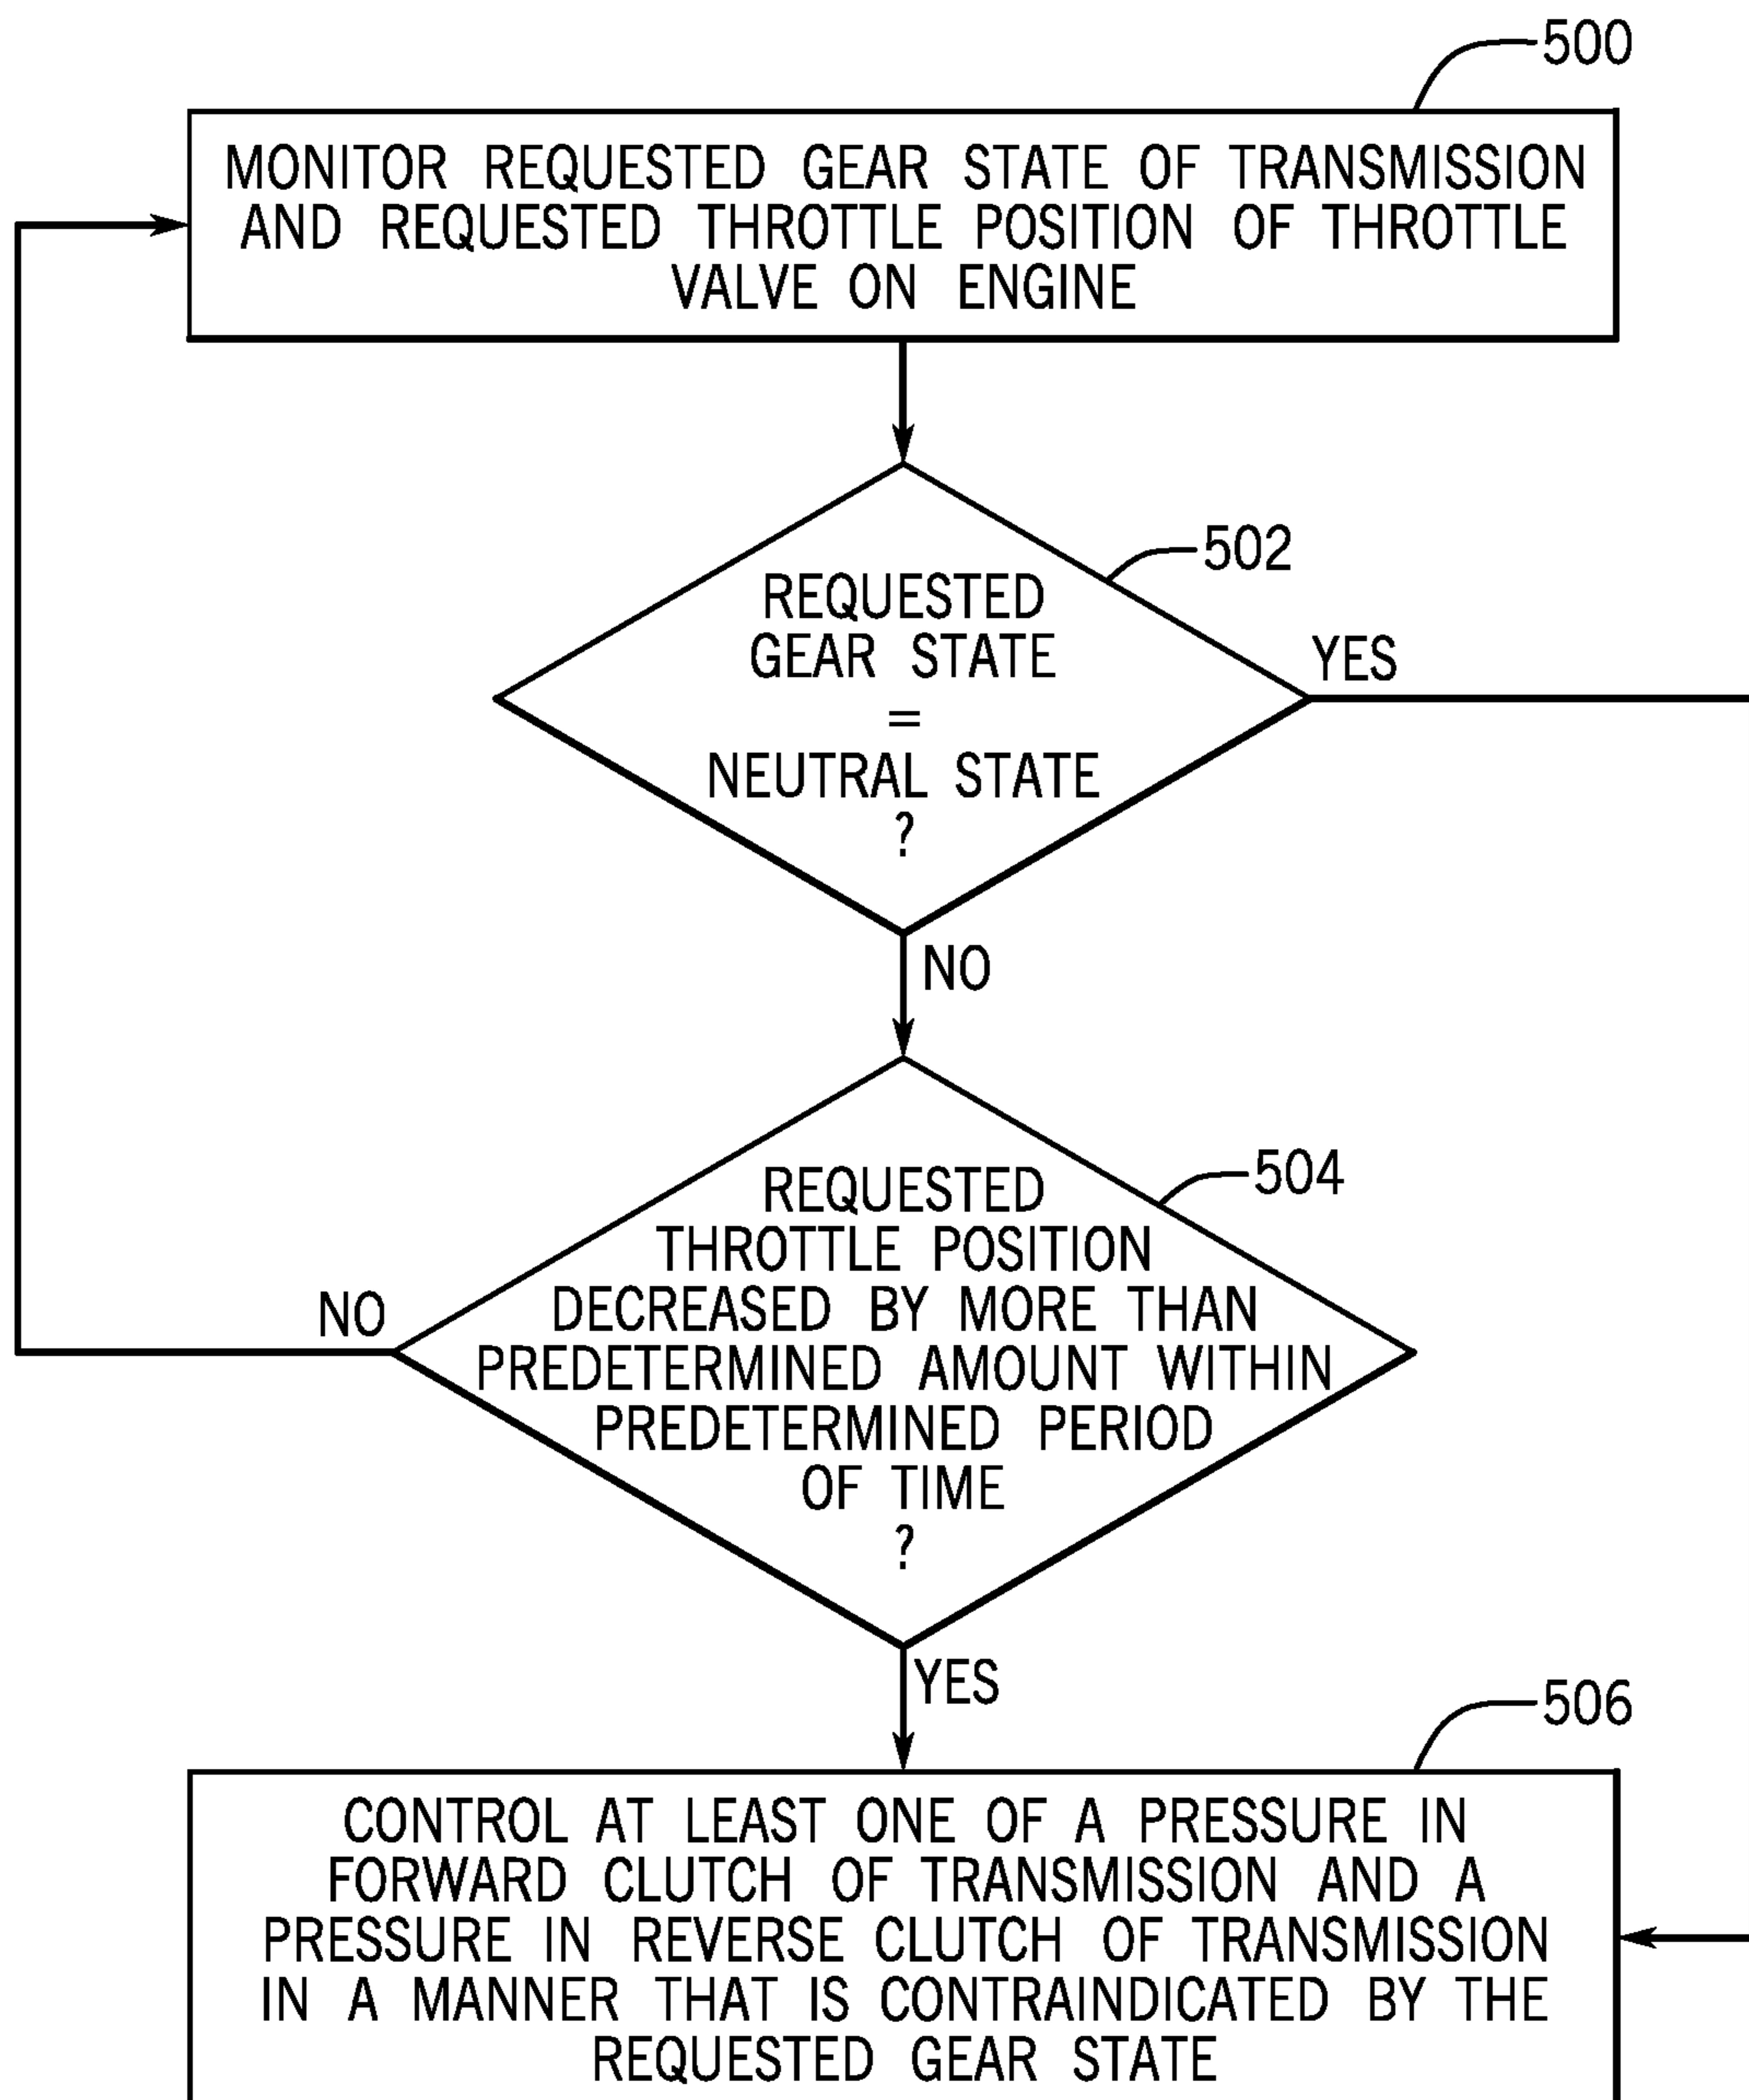 500
MONITOR REQUESTED GEAR STATE OF TRANSMISSION
AND REQUESTED THROTTLE POSITION OF THROTTLE
VALVE ON ENGINE
502
REQUESTED
GEAR STATE
=
NEUTRAL STATE
?
YES
NO
504
REQUESTED
THROTTLE POSITION
DECREASED BY MORE THAN
PREDETERMINED AMOUNT WITHIN
PREDETERMINED PERIOD
OF TIME
?
NO
YES
506
CONTROL AT LEAST ONE OF A PRESSURE IN
FORWARD CLUTCH OF TRANSMISSION AND A
PRESSURE IN REVERSE CLUTCH OF TRANSMISSION
IN A MANNER THAT IS CONTRAINDICATED BY THE
REQUESTED GEAR STATE